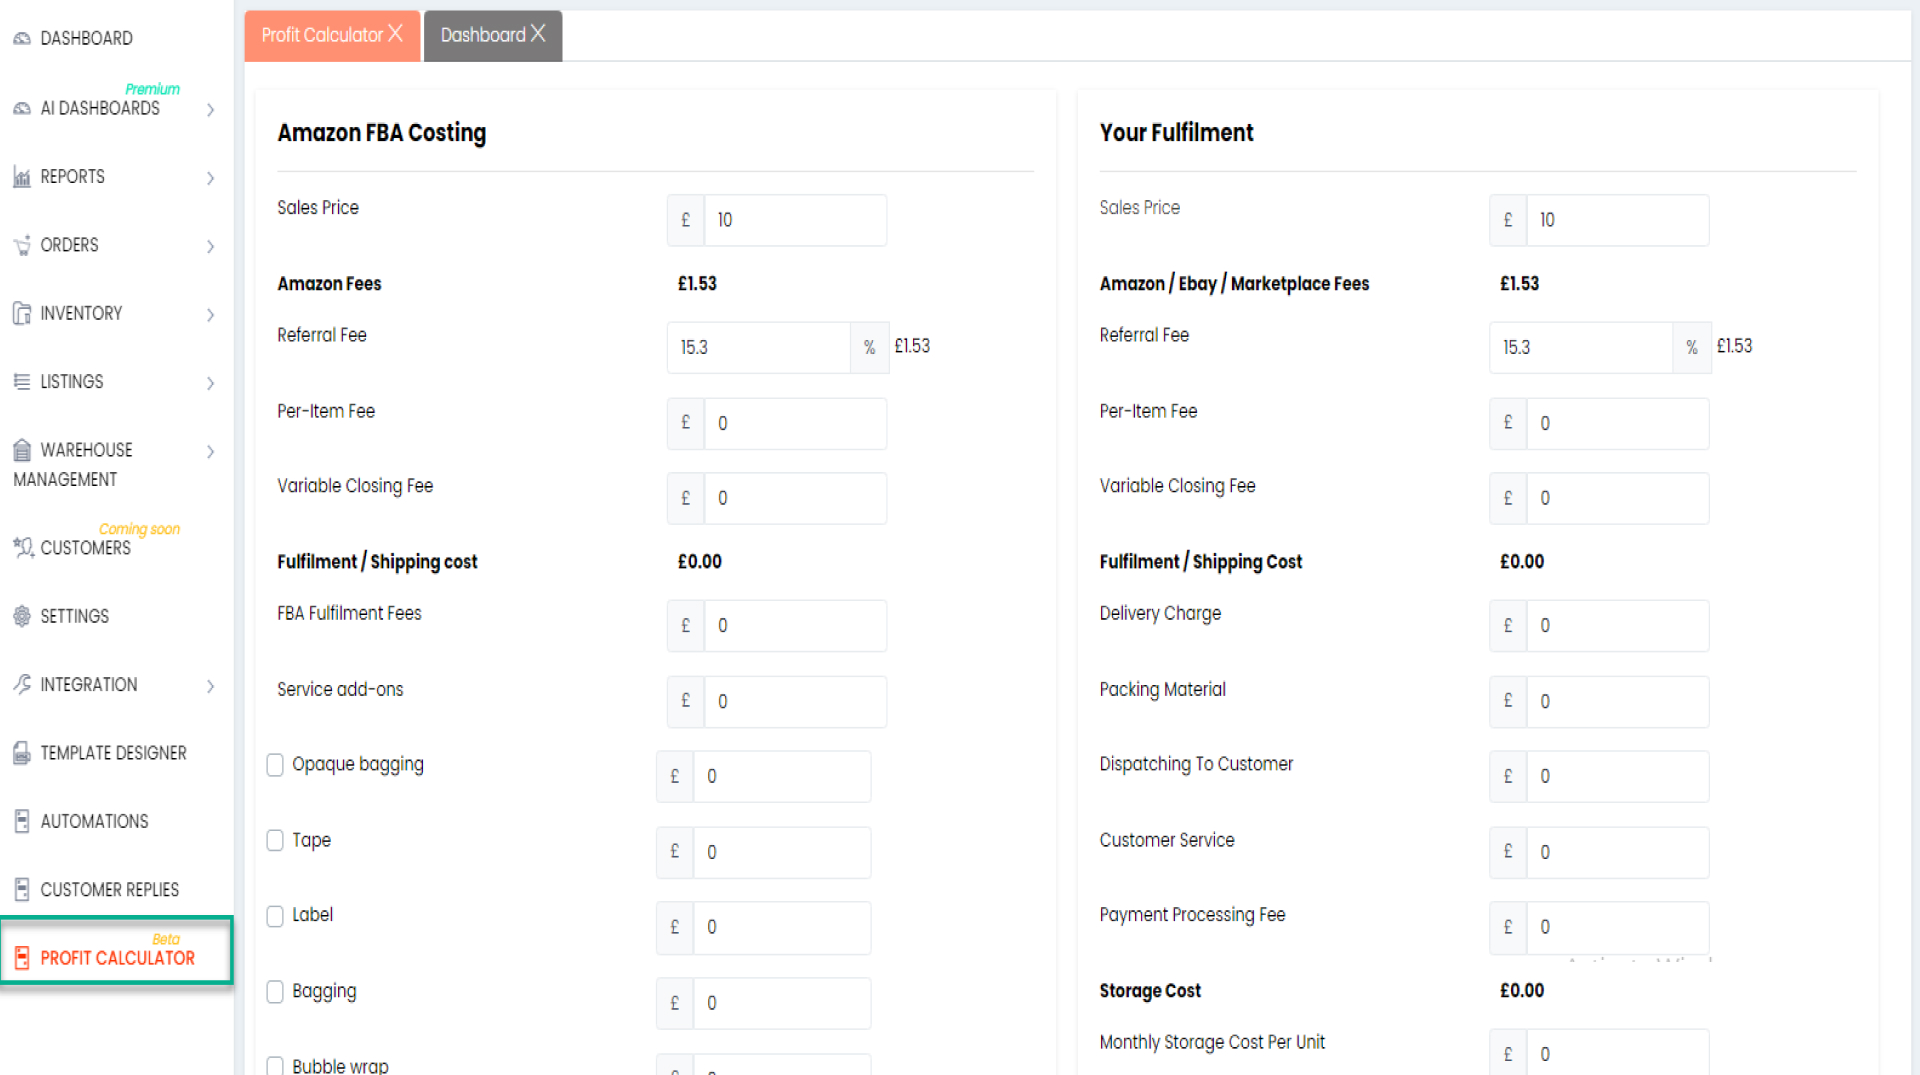 DASHBOARD
Premium
AI DASHBOARDS
REPORTS
ORDERS
INVENTORY
LISTINGS
WAREHOUSE
MANAGEMENT
Coming soon
CUSTOMERS
SETTINGS
INTEGRATION
TEMPLATE DESIGNER
AUTOMATIONS
CUSTOMER REPLIES
Beta
PROFIT CALCULATOR
Profit Calculator X Dashboard X
Amazon FBA Costing
Sales Price £ 10
Amazon Fees £1.53
Referral Fee 15.3 % £1.53
Per-Item Fee £ 0
Variable Closing Fee £ 0
Fulfilment / Shipping cost £0.00
FBA Fulfilment Fees £ 0
Service add-ons £ 0
Opaque bagging £ 0
Tape £ 0
Label £ 0
Bagging £ 0
Bubble wrap
Your Fulfilment
Sales Price £ 10
Amazon / Ebay / Marketplace Fees £1.53
Referral Fee 15.3 % £1.53
Per-Item Fee £ 0
Variable Closing Fee £ 0
Fulfilment / Shipping Cost £0.00
Delivery Charge £ 0
Packing Material £ 0
Dispatching To Customer £ 0
Customer Service £ 0
Payment Processing Fee £ 0
Storage Cost £0.00
Monthly Storage Cost Per Unit £ 0